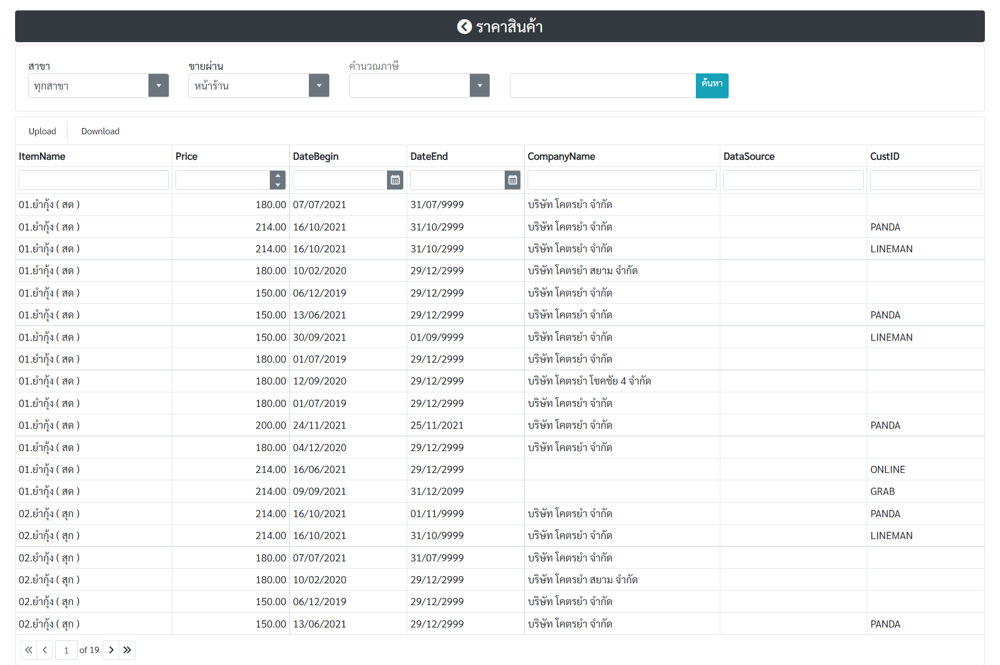 ราคาสินค้า
สาขา ขายผ่าน คำนวณภาษี
ทุกสาขา หน้าร้าน ค้นหา
Upload Download
ItemName Price DateBegin DateEnd CompanyName DataSource CustID
01.ยำกุ้ง ( สด ) 180.00 07/07/2021 31/07/9999 บริษัท โคตรยำ จำกัด
01.ยำกุ้ง ( สด ) 214.00 16/10/2021 31/10/2999 บริษัท โคตรยำ จำกัด PANDA
01.ยำกุ้ง ( สด ) 214.00 16/10/2021 31/10/2999 บริษัท โคตรยำ จำกัด LINEMAN
01.ยำกุ้ง ( สด ) 180.00 10/02/2020 29/12/2999 บริษัท โคตรยำ สยาม จำกัด
01.ยำกุ้ง ( สด ) 150.00 06/12/2019 29/12/2999 บริษัท โคตรยำ จำกัด
01.ยำกุ้ง ( สด ) 150.00 13/06/2021 29/12/2999 บริษัท โคตรยำ จำกัด PANDA
01.ยำกุ้ง ( สด ) 150.00 30/09/2021 01/09/9999 บริษัท โคตรยำ จำกัด LINEMAN
01.ยำกุ้ง ( สด ) 180.00 01/07/2019 29/12/2999 บริษัท โคตรยำ จำกัด
01.ยำกุ้ง ( สด ) 180.00 12/09/2020 29/12/2999 บริษัท โคตรยำ โชคชัย 4 จำกัด
01.ยำกุ้ง ( สด ) 180.00 01/07/2019 29/12/2999 บริษัท โคตรยำ จำกัด
01.ยำกุ้ง ( สด ) 200.00 24/11/2021 25/11/2021 บริษัท โคตรยำ จำกัด PANDA
01.ยำกุ้ง ( สด ) 180.00 04/12/2020 29/12/2999 บริษัท โคตรยำ จำกัด
01.ยำกุ้ง ( สด ) 214.00 16/06/2021 29/12/2999 ONLINE
01.ยำกุ้ง ( สด ) 214.00 09/09/2021 31/12/2099 GRAB
02.ยำกุ้ง ( สุก ) 214.00 16/10/2021 01/11/9999 บริษัท โคตรยำ จำกัด PANDA
02.ยำกุ้ง ( สุก ) 214.00 16/10/2021 31/10/9999 บริษัท โคตรยำ จำกัด LINEMAN
02.ยำกุ้ง ( สุก ) 180.00 07/07/2021 31/07/9999 บริษัท โคตรยำ จำกัด
02.ยำกุ้ง ( สุก ) 180.00 10/02/2020 29/12/2999 บริษัท โคตรยำ สยาม จำกัด
02.ยำกุ้ง ( สุก ) 150.00 06/12/2019 29/12/2999 บริษัท โคตรยำ จำกัด
02.ยำกุ้ง ( สุก ) 150.00 13/06/2021 29/12/2999 บริษัท โคตรยำ จำกัด PANDA
1 of 19